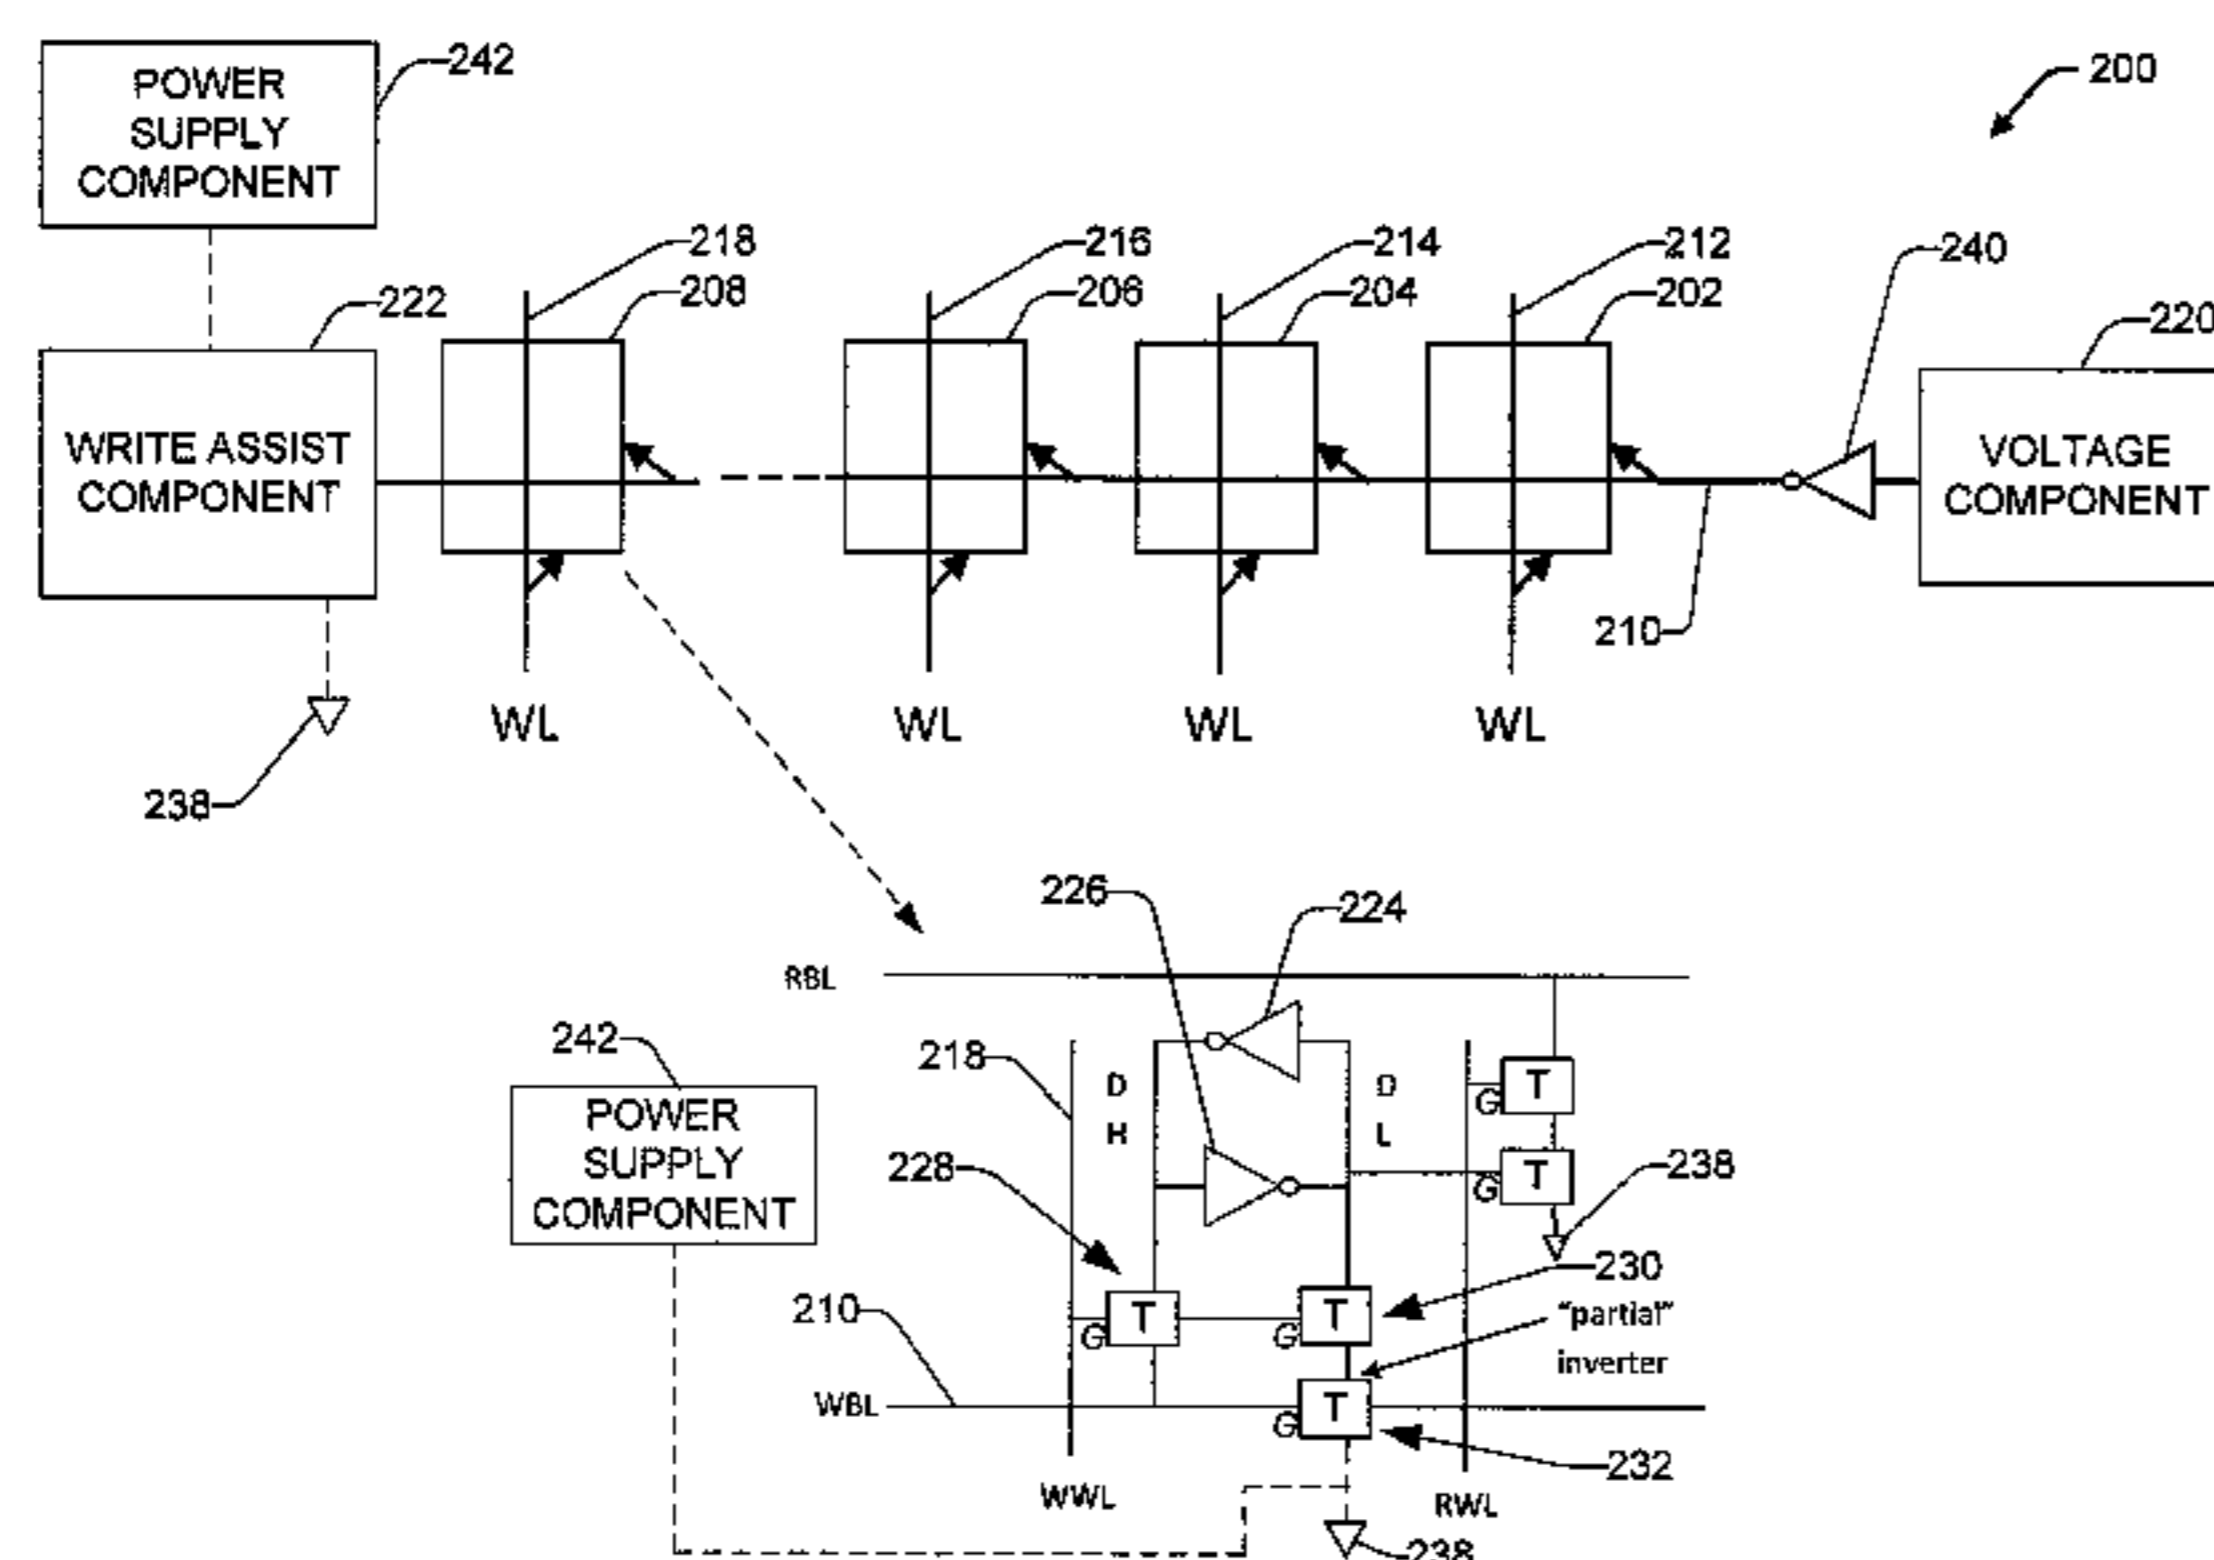 POWER
SUPPLY
COMPONENT
242
200
218
208
216
206
214
204
212
202
240
220
222
WRITE ASSIST
COMPONENT
VOLTAGE
COMPONENT
210
238
WL
WL
WL
WL
226
224
RBL
242
POWER
SUPPLY
COMPONENT
218
D
H
D
L
T
G
T
G
238
228
230
"partial"
inverter
210
T
G
T
G
WBL
T
G
232
WWL
RWL
238